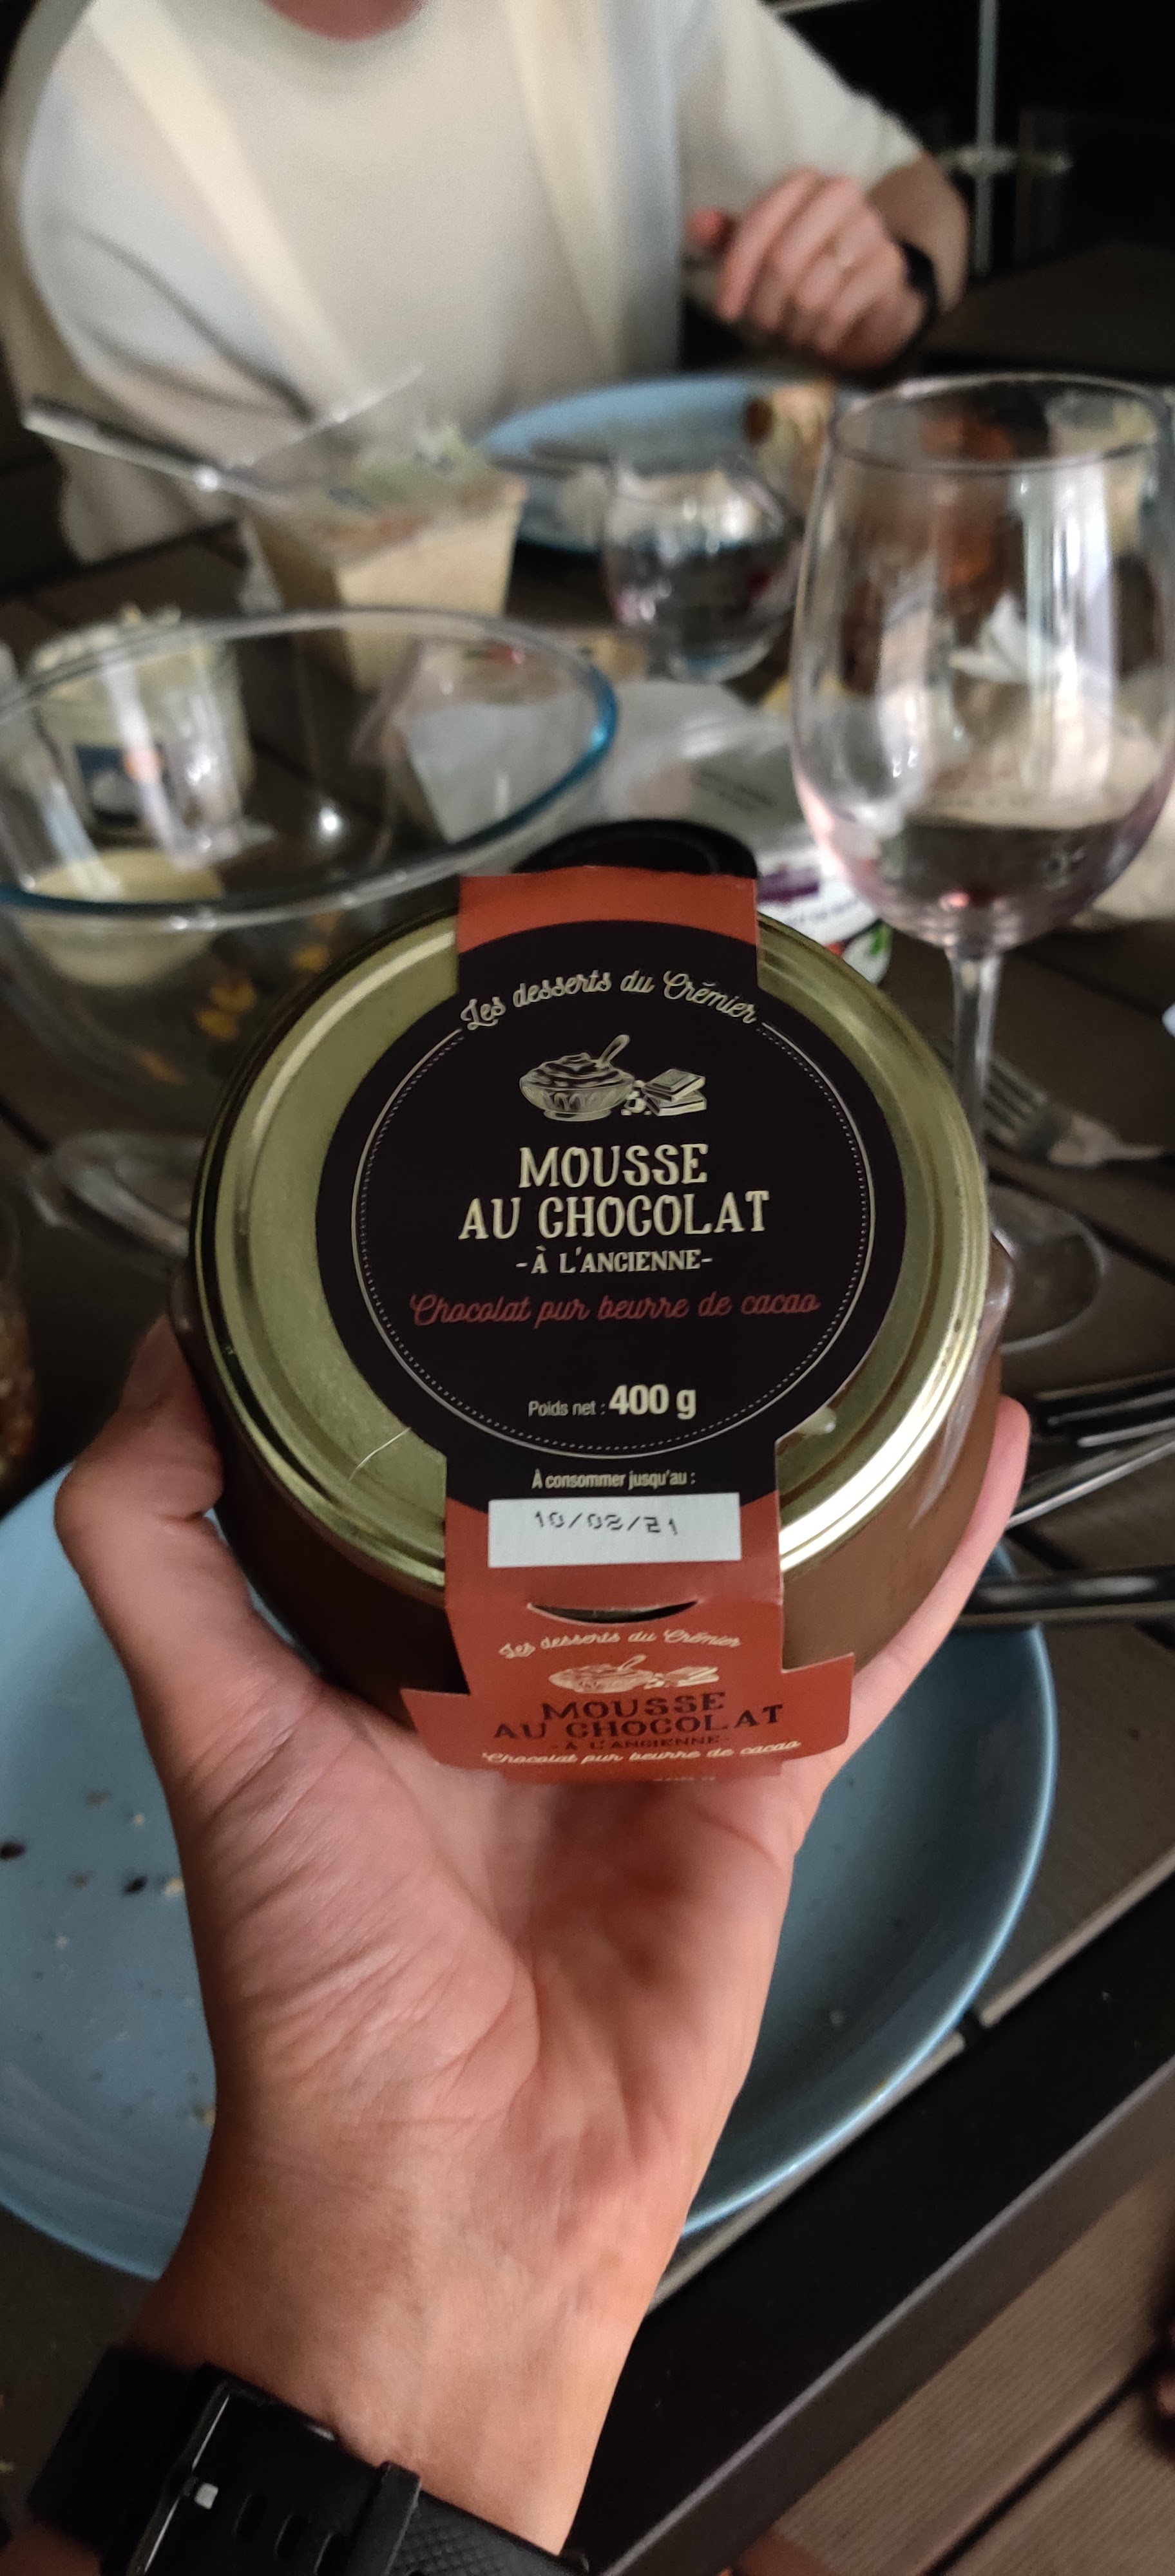 Les desserts du Crémier
MOUSSE
AU CHOCOLAT
-À L'ANCIENNE-
Chocolat pur beurre de cacao
Poids net : 400 g
À consommer jusqu'au :
10/08/21
Les desserts du Crémier
MOUSSE
AU CHOCOLAT
-À L'ANCIENNE-
Chocolat pur beurre de cacao